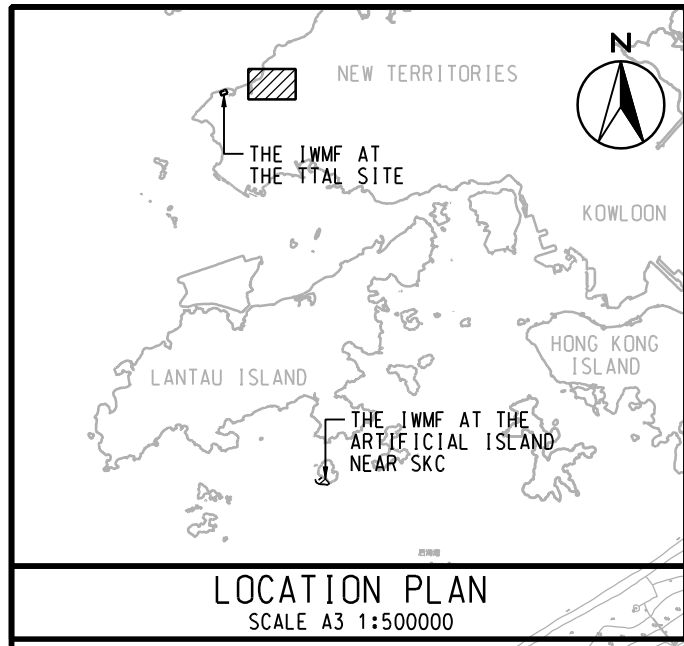 N
NEW TERRITORIES
THE IWMF AT
THE TTAL SITE
KOWLOON
HONG KONG
ISLAND
LANTAU ISLAND
THE IWMF AT THE
ARTIFICIAL ISLAND
NEAR SKC
LOCATION PLAN
SCALE A3 1:500000